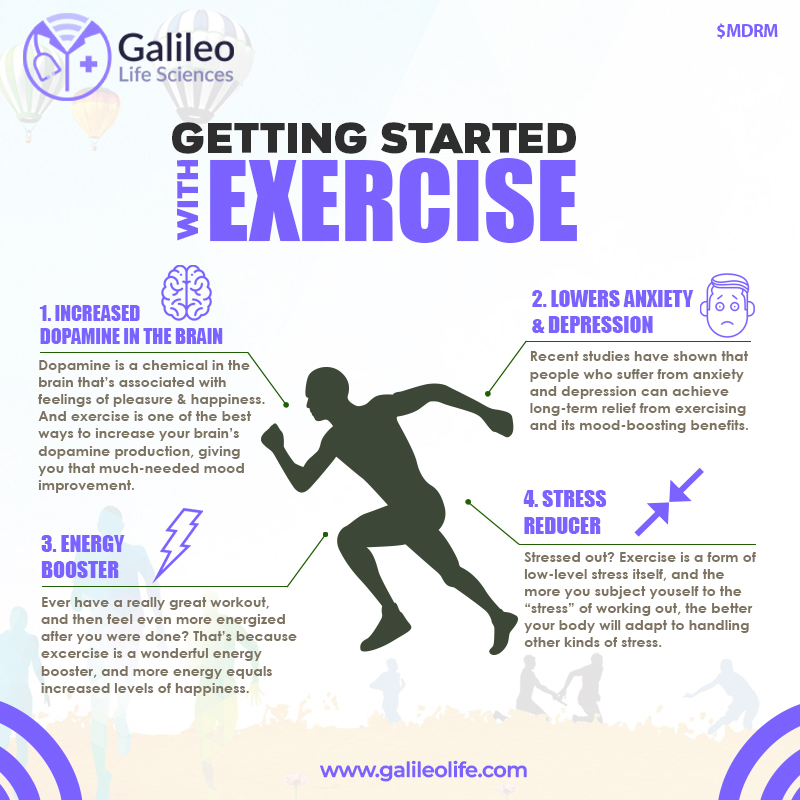 Galileo
Life Sciences
$MDRM
GETTING STARTED
WITH EXERCISE
1. INCREASED
DOPAMINE IN THE BRAIN
Dopamine is a chemical in the
brain that's associated with
feelings of pleasure & happiness.
And exercise is one of the best
ways to increase your brain's
dopamine production, giving
you that much-needed mood
improvement.
2. LOWERS ANXIETY
& DEPRESSION
Recent studies have shown that
people who suffer from anxiety
and depression can achieve
long-term relief from exercising
and its mood-boosting benefits.
3. ENERGY
BOOSTER
Ever have a really great workout,
and then feel even more energized
after you were done? That's because
excercise is a wonderful energy
booster, and more energy equals
increased levels of happiness.
4. STRESS
REDUCER
Stressed out? Exercise is a form of
low-level stress itself, and the
more you subject youself to the
“stress” of working out, the better
your body will adapt to handling
other kinds of stress.
www.galileolife.com